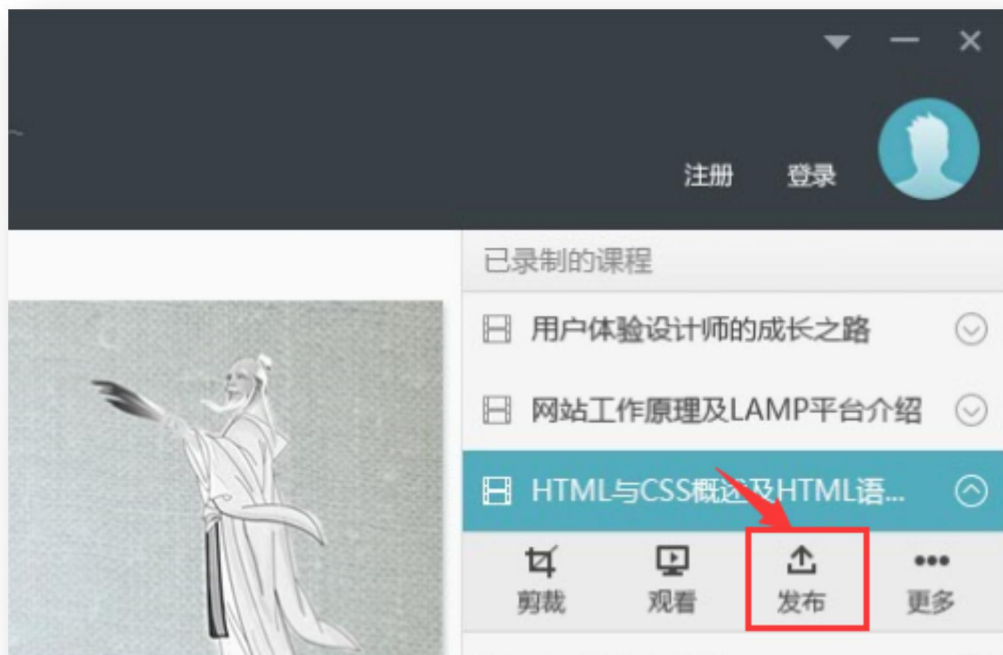 注册 登录
已录制的课程
用户体验设计师的成长之路
网站工作原理及LAMP平台介绍
HTML与CSS概述及HTML语...
剪裁 观看 发布 更多